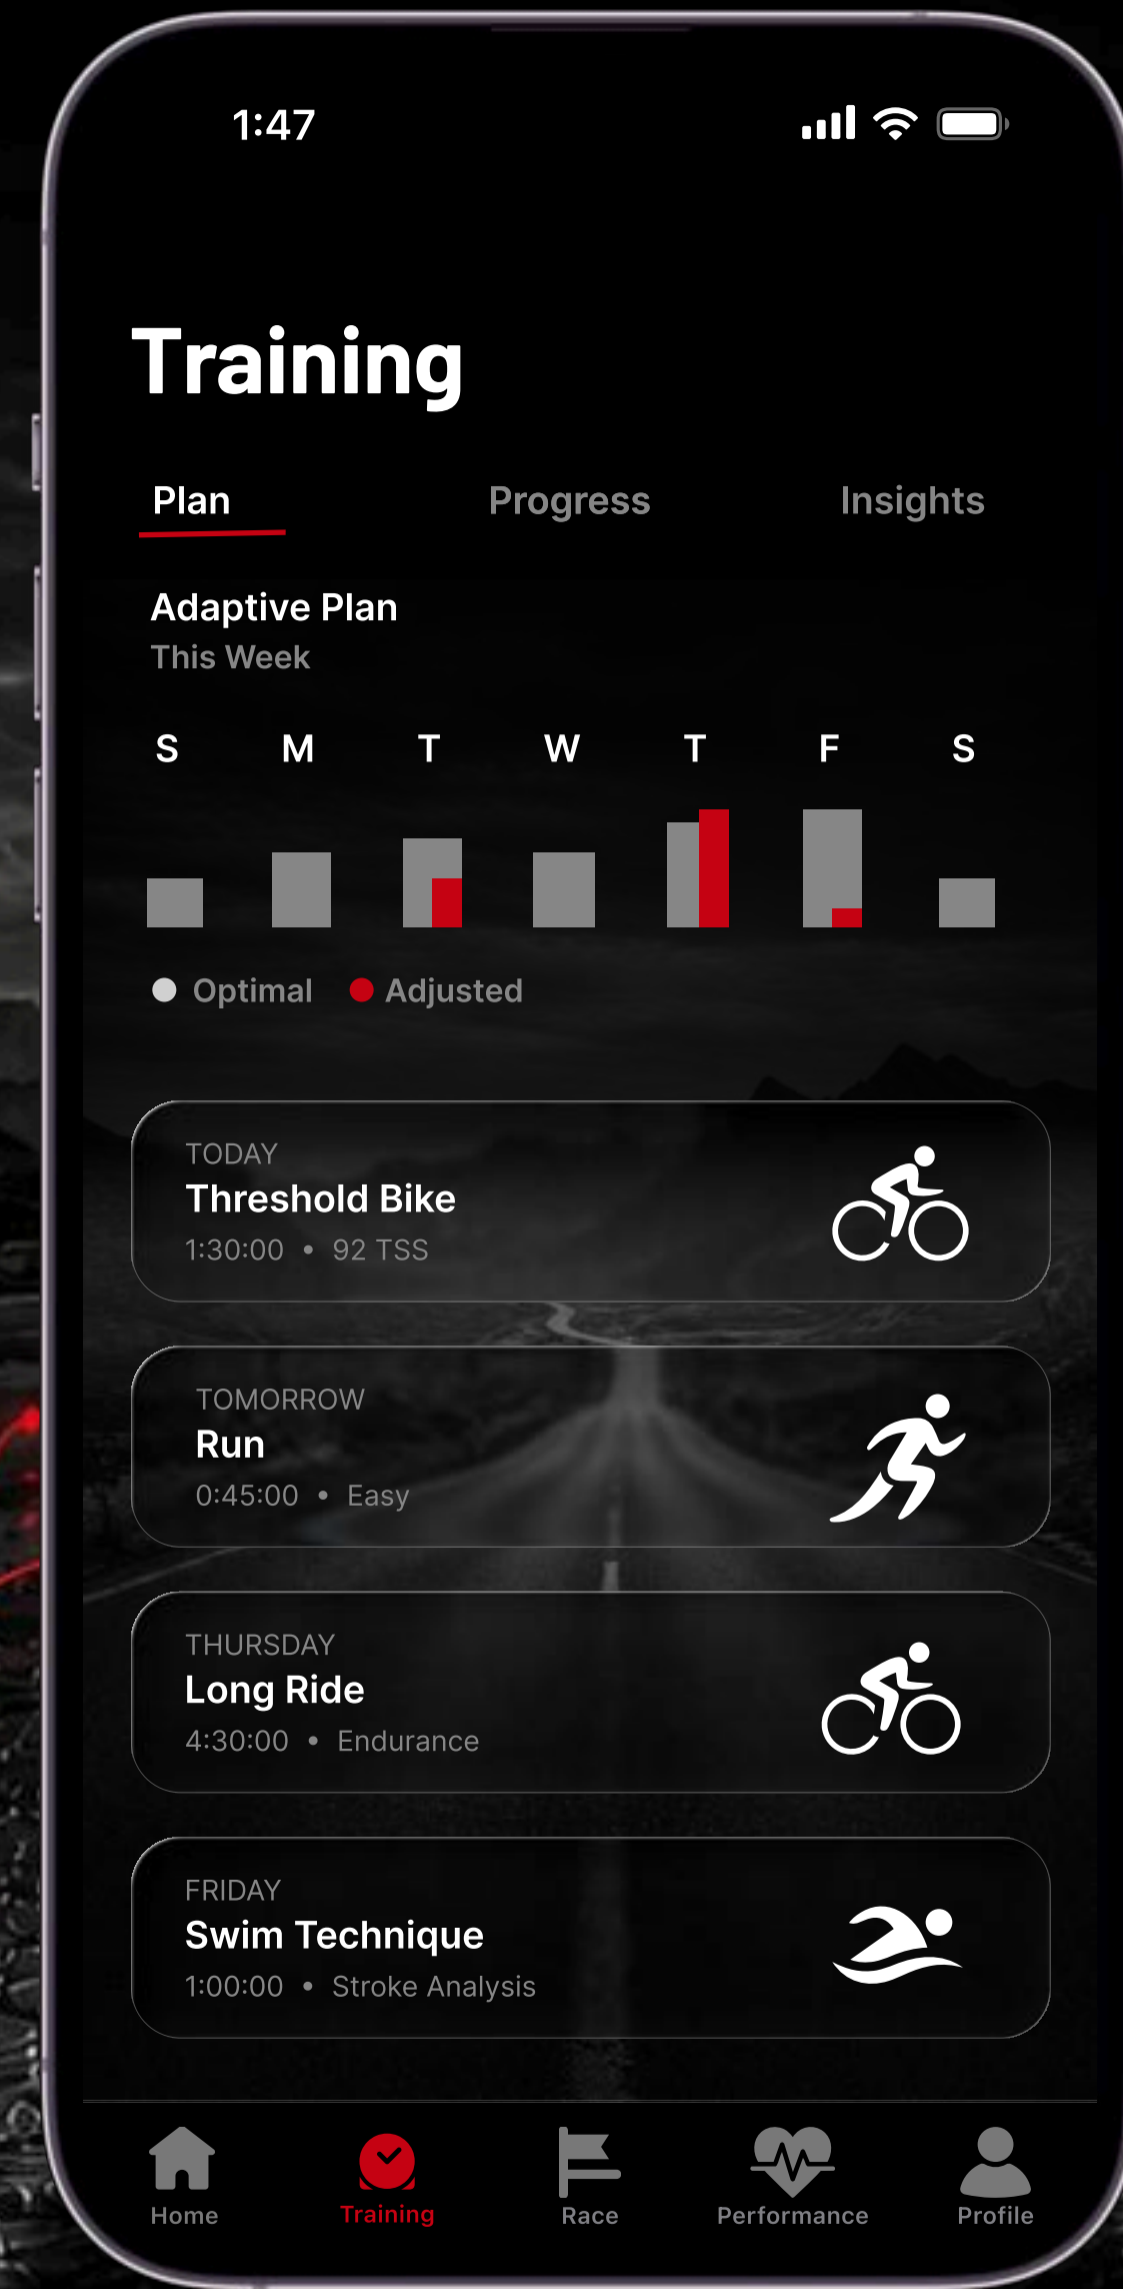 1:47
Training
Plan Progress Insights
Adaptive Plan
This Week
S M T W T F S
Optimal Adjusted
TODAY
Threshold Bike
1:30:00 • 92 TSS
TOMORROW
Run
0:45:00 • Easy
THURSDAY
Long Ride
4:30:00 • Endurance
FRIDAY
Swim Technique
1:00:00 • Stroke Analysis
Home Training Race Performance Profile